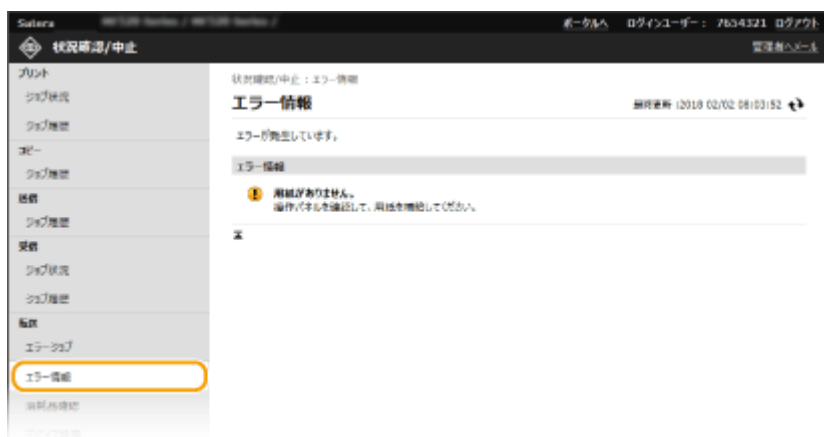 Satera
ポータルへ ログインユーザー： 7654321 ログアウト
状況確認/中止
管理者へメール
プリント
ジョブ状況
ジョブ履歴
コピー
ジョブ履歴
送信
ジョブ履歴
受信
ジョブ状況
ジョブ履歴
転送
エラージョブ
エラー情報
消耗品確認
状況確認/中止 : エラー情報
エラー情報
最終更新 :2018 02/02 08:03:52
エラーが発生しています。
エラー情報
用紙がありません。
操作パネルを確認して、用紙を補給してください。